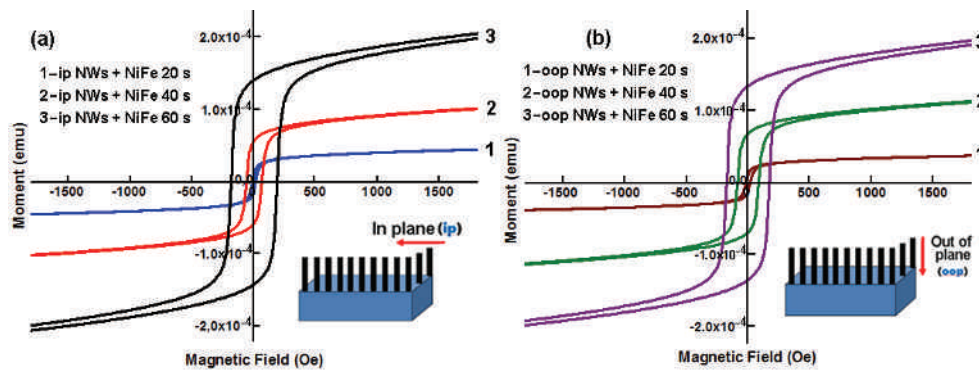 (a)
1-ip NWs + NiFe 20 s
2-ip NWs + NiFe 40 s
3-ip NWs + NiFe 60 s
2.0x10⁻⁴
1.0x10⁻⁴
0
-1.0x10⁻⁴
-2,0x10⁻⁴
-1500
-1000
-500
500
1000
1500
3
2
1
Moment (emu)
Magnetic Field (Oe)
In plane (ip)
(b)
1-oop NWs + NiFe 20 s
2-oop NWs + NiFe 40 s
3-oop NWs + NiFe 60 s
2.0x10⁻⁴
1.0x10⁻⁴
0
-1.0x10⁻⁴
-2.0x10⁻⁴
-1500
-1000
-500
500
1000
1500
Moment (emu)
Magnetic Field (Oe)
Out of
plane
(oop)